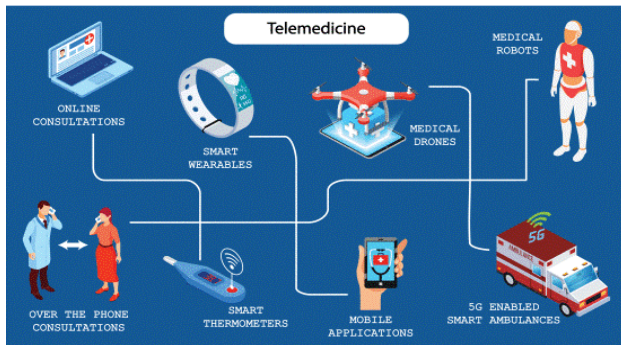 Telemedicine
ONLINE
CONSULTATIONS
SMART
WEARABLES
MEDICAL
DRONES
MEDICAL
ROBOTS
OVER THE PHONE
CONSULTATIONS
SMART
THERMOMETERS
MOBILE
APPLICATIONS
5G
AMBULANCE
5G ENABLED
SMART AMBULANCES